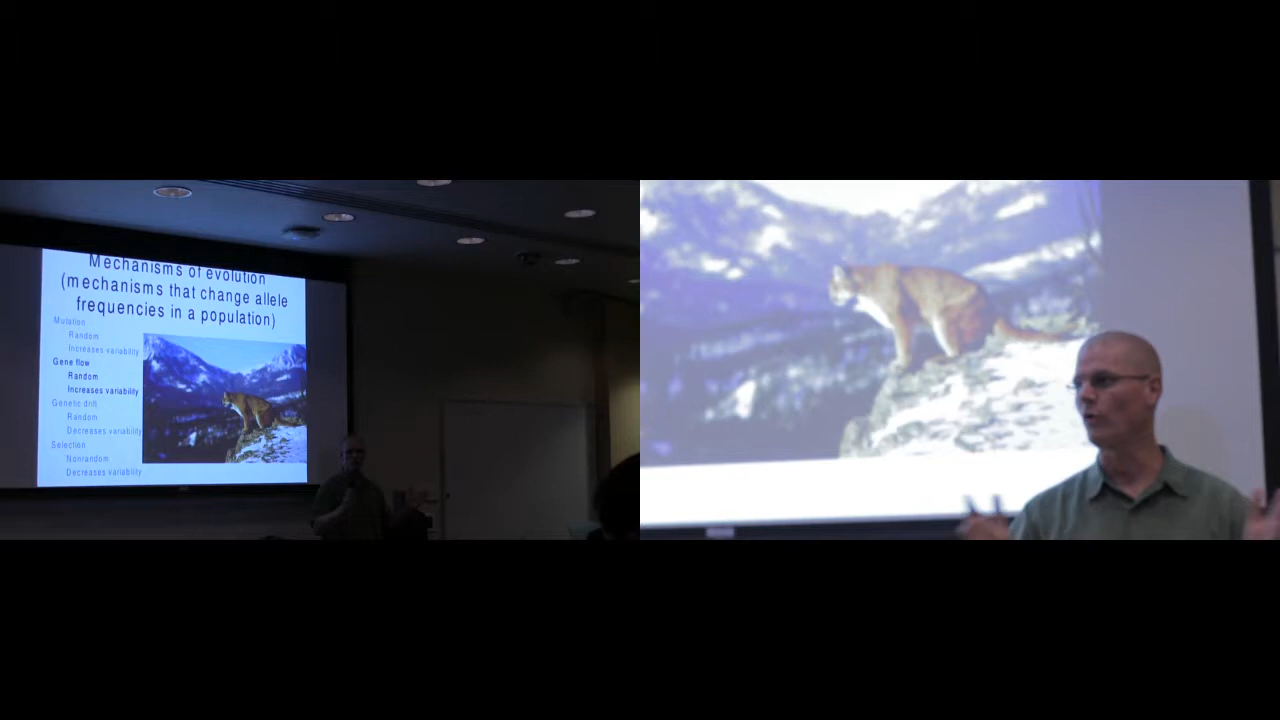 Mechanisms of evolution
(mechanisms that change allele
frequencies in a population)
Mutation
Random
Increases variability
Gene flow
Random
Increases variability
Genetic drift
Random
Decreases variability
Selection
Nonrandom
Decreases variability